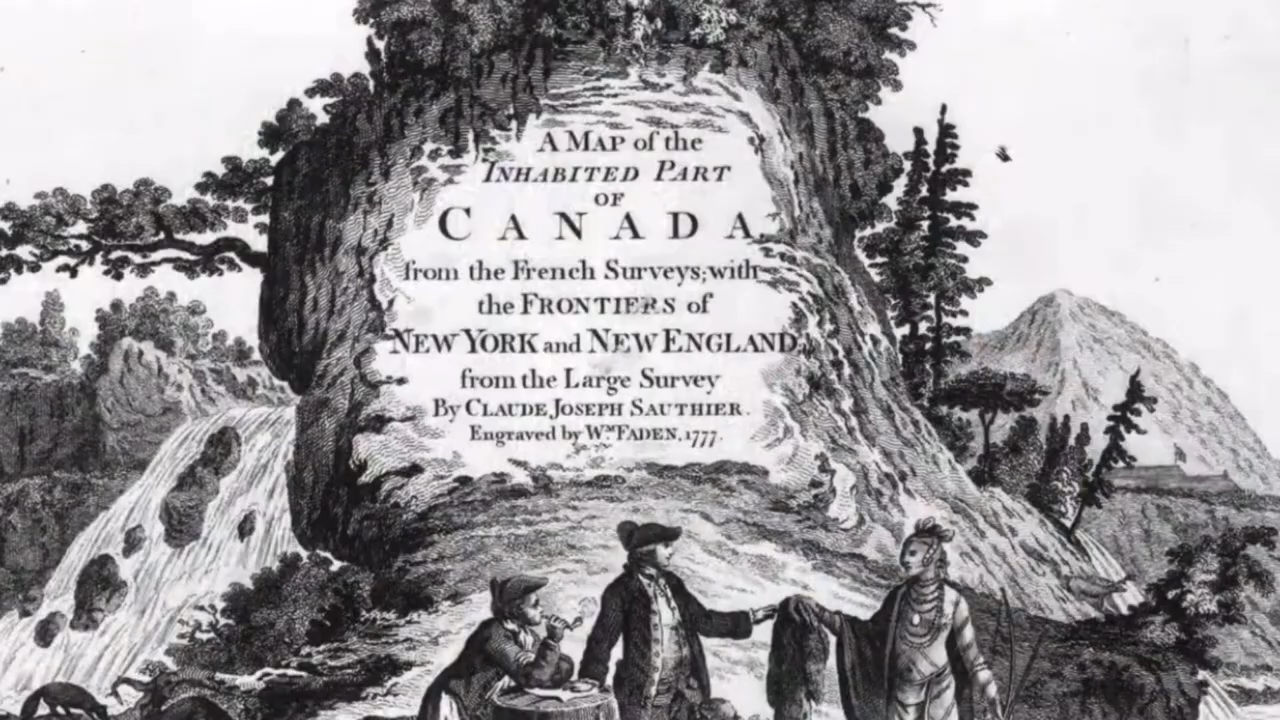 A MAP of the
INHABITED PART
OF
CANADA
from the French Surveys; with
the FRONTIERS of
NEW YORK and NEW ENGLAND
from the Large Survey
By CLAUDE JOSEPH SAUTHIER.
Engraved by Wm. FADEN, 1777.